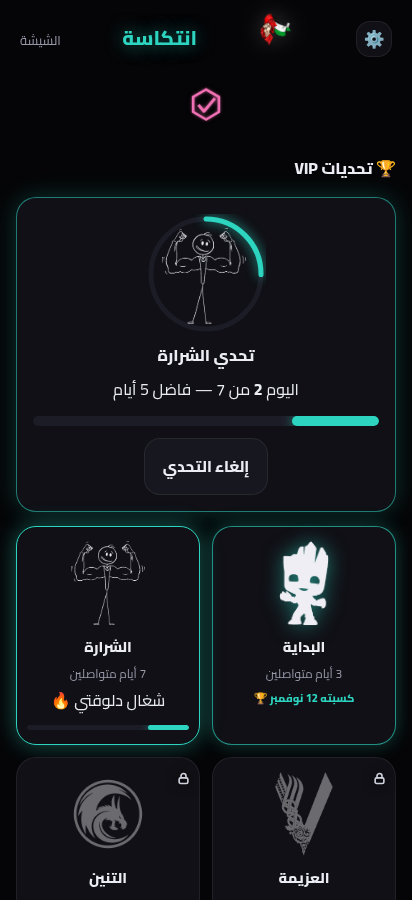 انتكاسة
الشيشة
🏆 تحديات VIP
تحدي الشرارة
اليوم 2 من 7 — فاضل 5 أيام
إلغاء التحدي
البداية
3 أيام متواصلين
كسبته 12 نوفمبر 🏆
الشرارة
7 أيام متواصلين
شغال دلوقتي 🔥
العزيمة
التنين